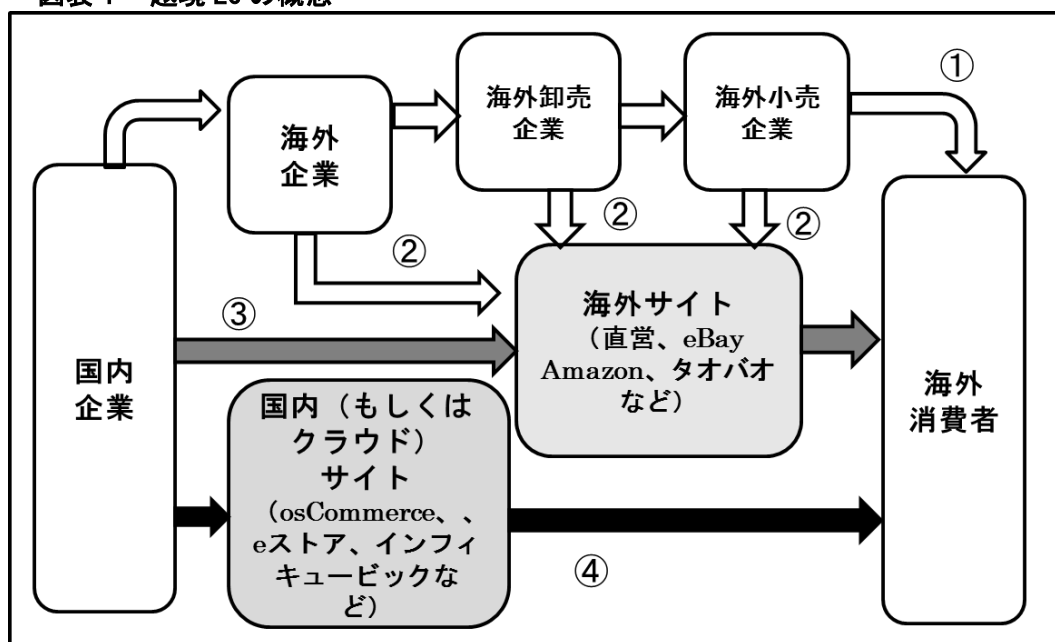 図表 越境 EC の概念
①
海外卸売
企業
海外小売
企業
海外
企業
②
②
②
③
海外サイト
（直営、eBay
Amazon、タオバオ
など）
国内
企業
海外
消費者
国内（もしくは
クラウド）
サイト
（osCommerce、、
eストア、インフィ
キュービックな
ど）
④